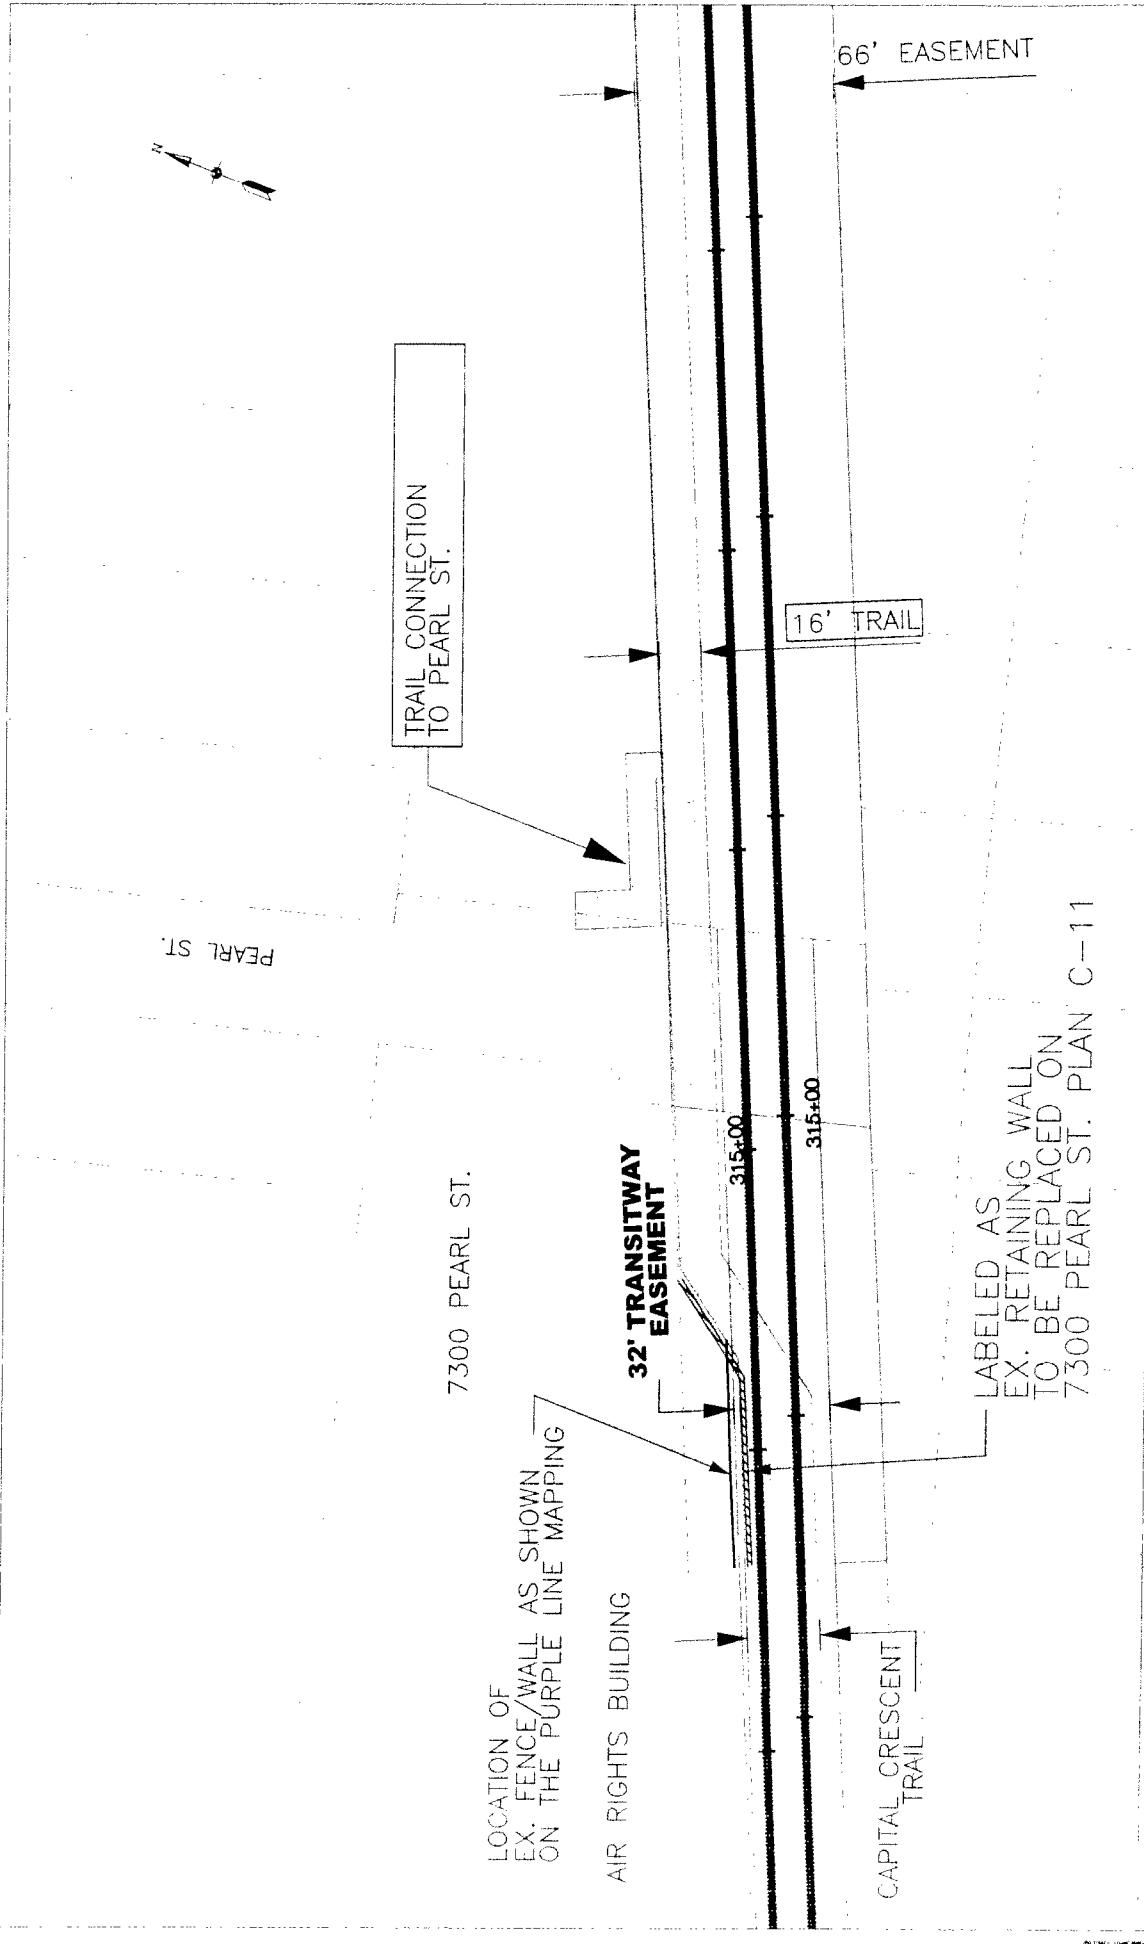 66' EASEMENT
N
TRAIL CONNECTION
TO PEARL ST.
16' TRAIL
PEARL ST.
315+00
315+00
7300 PEARL ST.
32' TRANSITWAY
EASEMENT
LABELED AS
EX. RETAINING WALL
TO BE REPLACED ON
7300 PEARL ST. PLAN C-11
LOCATION OF
EX. FENCE/WALL AS SHOWN
ON THE PURPLE LINE MAPPING
AIR RIGHTS BUILDING
CAPITAL CRESCENT
TRAIL